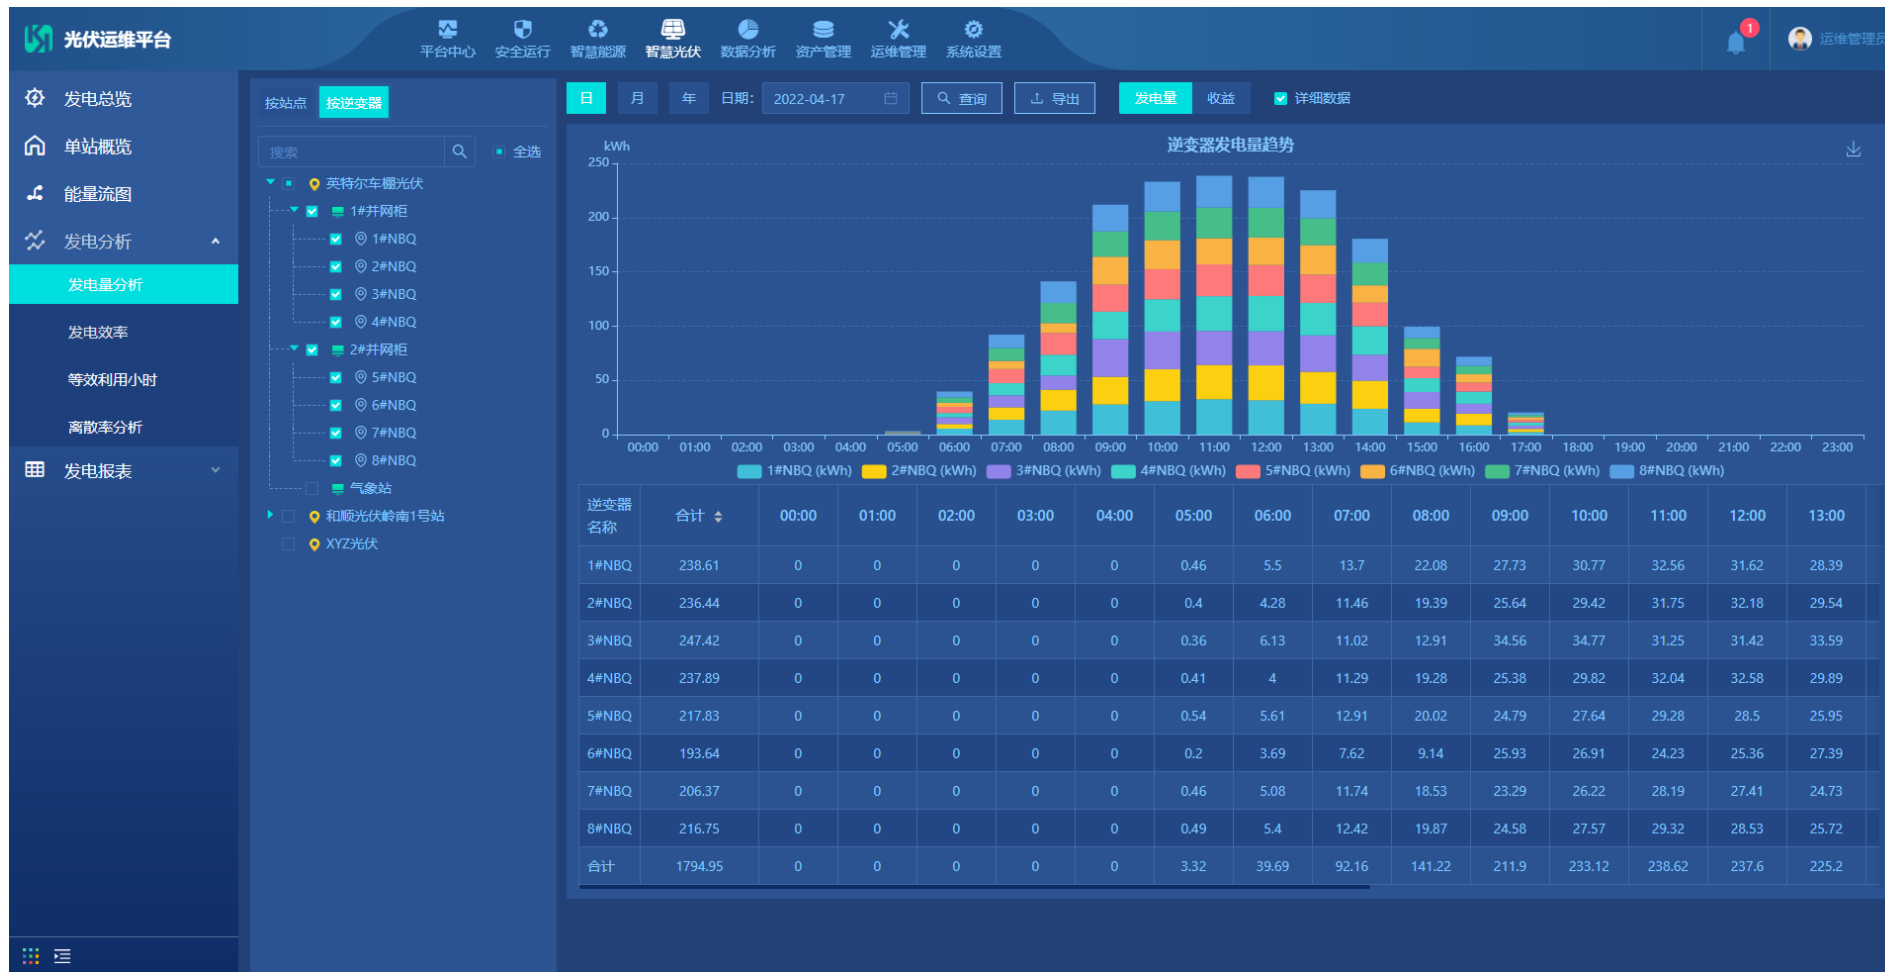 光伏运维平台
平台中心 安全运行 智慧能源 智慧光伏 数据分析 资产管理 运维管理 系统设置
1
运维管理员
发电总览
单站概览
能量流图
发电分析
发电量分析
发电效率
等效利用小时
离散率分析
发电报表
按站点 按逆变器
搜索 全选
英特尔车棚光伏
1#并网柜
1#NBQ
2#NBQ
3#NBQ
4#NBQ
2#并网柜
5#NBQ
6#NBQ
7#NBQ
8#NBQ
气象站
和顺光伏岭南1号站
XYZ光伏
日 月 年 日期: 2022-04-17 查询 导出 发电量 收益 详细数据
逆变器发电量趋势
kWh
250
200
150
100
50
0
00:00 01:00 02:00 03:00 04:00 05:00 06:00 07:00 08:00 09:00 10:00 11:00 12:00 13:00 14:00 15:00 16:00 17:00 18:00 19:00 20:00 21:00 22:00 23:00
1#NBQ (kWh) 2#NBQ (kWh) 3#NBQ (kWh) 4#NBQ (kWh) 5#NBQ (kWh) 6#NBQ (kWh) 7#NBQ (kWh) 8#NBQ (kWh)
逆变器名称 合计 00:00 01:00 02:00 03:00 04:00 05:00 06:00 07:00 08:00 09:00 10:00 11:00 12:00 13:00
1#NBQ 238.61 0 0 0 0 0 0.46 5.5 13.7 22.08 27.73 30.77 32.56 31.62 28.39
2#NBQ 236.44 0 0 0 0 0 0.4 4.28 11.46 19.39 25.64 29.42 31.75 32.18 29.54
3#NBQ 247.42 0 0 0 0 0 0.36 6.13 11.02 12.91 34.56 34.77 31.25 31.42 33.59
4#NBQ 237.89 0 0 0 0 0 0.41 4 11.29 19.28 25.38 29.82 32.04 32.58 29.89
5#NBQ 217.83 0 0 0 0 0 0.54 5.61 12.91 20.02 24.79 27.64 29.28 28.5 25.95
6#NBQ 193.64 0 0 0 0 0 0.2 3.69 7.62 9.14 25.93 26.91 24.23 25.36 27.39
7#NBQ 206.37 0 0 0 0 0 0.46 5.08 11.74 18.53 23.29 26.22 28.19 27.41 24.73
8#NBQ 216.75 0 0 0 0 0 0.49 5.4 12.42 19.87 24.58 27.57 29.32 28.53 25.72
合计 1794.95 0 0 0 0 0 3.32 39.69 92.16 141.22 211.9 233.12 238.62 237.6 225.2